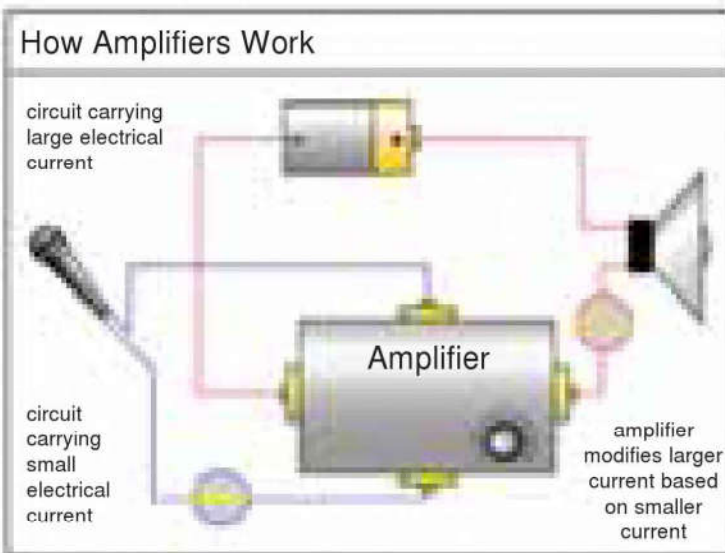 How Amplifiers Work
circuit carrying
large electrical
current
Amplifier
circuit
carrying
small
electrical
current
amplifier
modifies larger
current based
on smaller
current